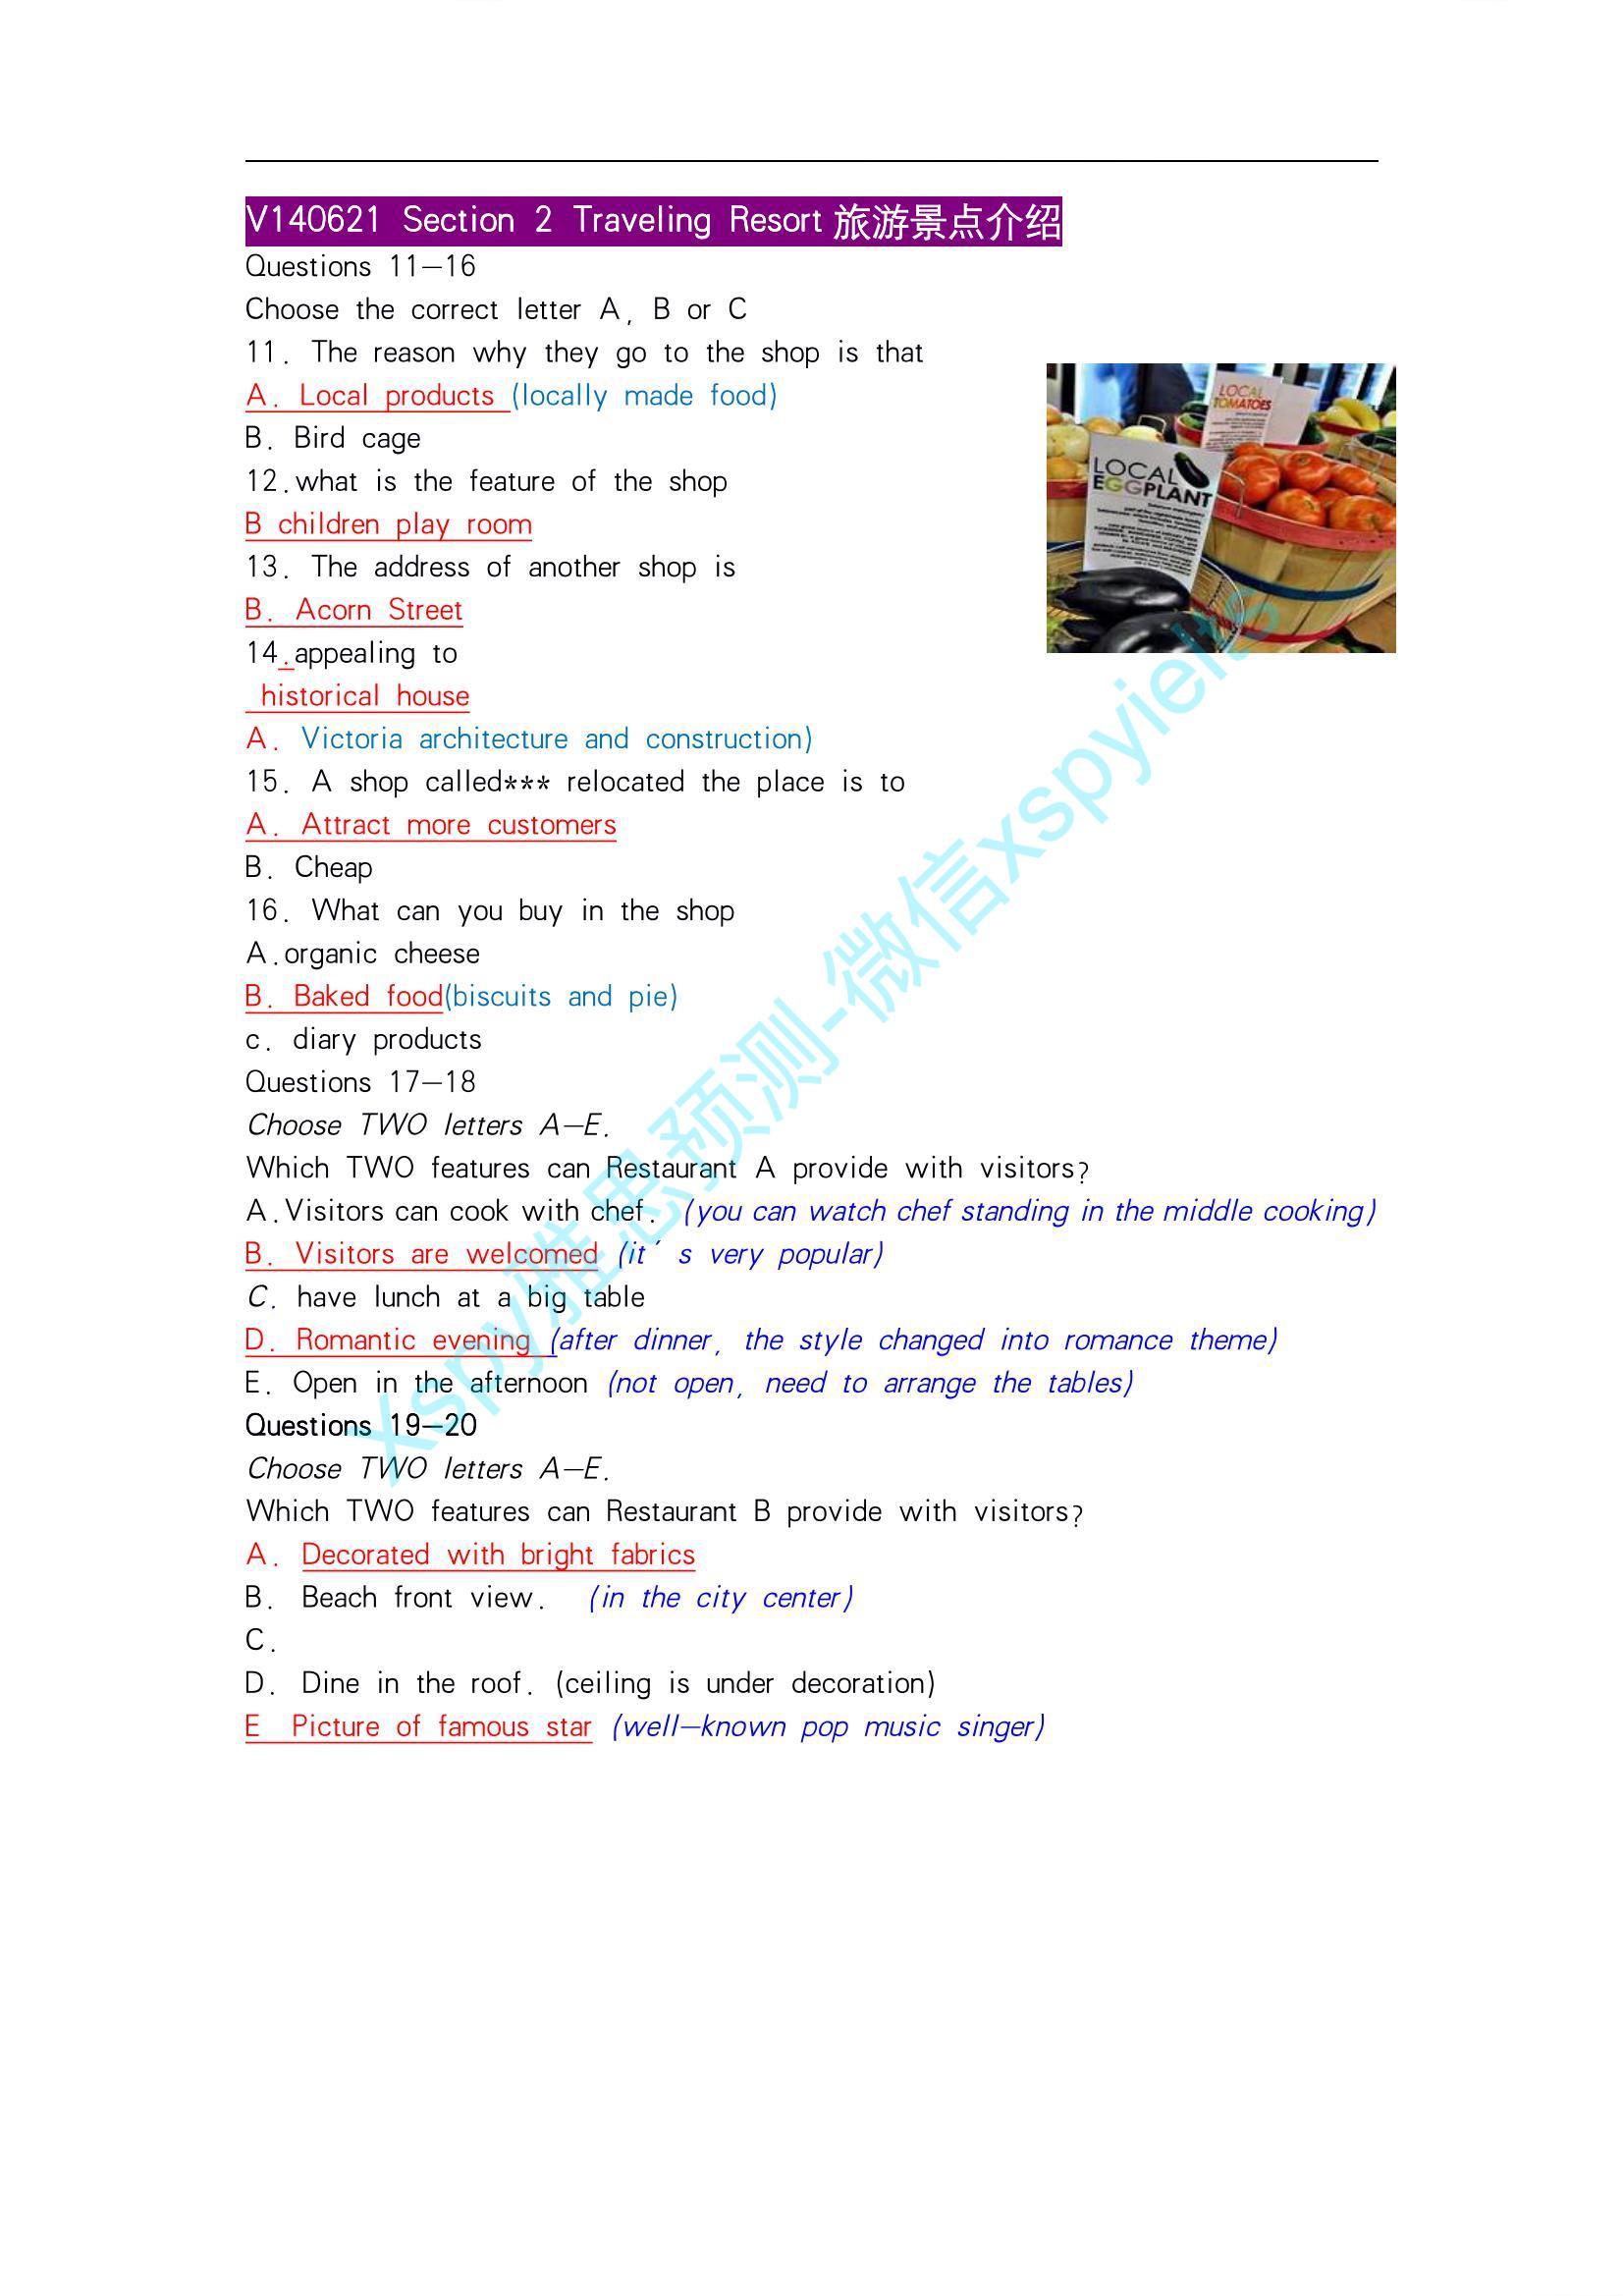 V140621 Section 2 Traveling Resort 旅游景点介绍
Questions 11—16
Choose the correct letter A, B or C
11. The reason why they go to the shop is that
A. Local products (locally made food)
B. Bird cage
12.what is the feature of the shop
B children play room
13. The address of another shop is
B. Acorn Street
14.appealing to
historical house
A. Victoria architecture and construction)
15. A shop called*** relocated the place is to
A. Attract more customers
B. Cheap
16. What can you buy in the shop
A.organic cheese
B. Baked food(biscuits and pie)
c. diary products
Questions 17—18
Choose TWO letters A—E.
Which TWO features can Restaurant A provide with visitors?
A.Visitors can cook with chef. (you can watch chef standing in the middle cooking)
B. Visitors are welcomed (it′s very popular)
C. have lunch at a big table
D. Romantic evening (after dinner, the style changed into romance theme)
E. Open in the afternoon (not open, need to arrange the tables)
Questions 19—20
Choose TWO letters A—E.
Which TWO features can Restaurant B provide with visitors?
A. Decorated with bright fabrics
B. Beach front view. (in the city center)
C.
D. Dine in the roof. (ceiling is under decoration)
E Picture of famous star (well—known pop music singer)
LOCAL
TOMATOES
LOCAL
EGGPLANT
xspy雅思预测-微信xspyielts